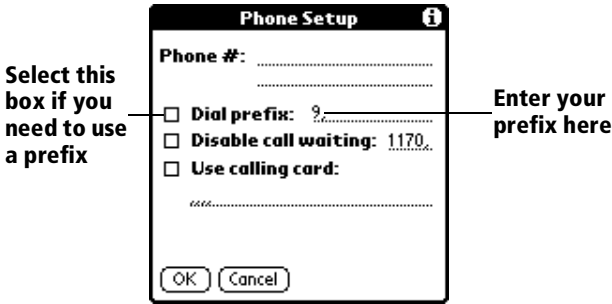 Phone Setup
Phone #:
Select this
box if you
need to use
a prefix
Dial prefix: 9,
Enter your
prefix here
Disable call waiting: 1170,
Use calling card:
,,,,
OK Cancel